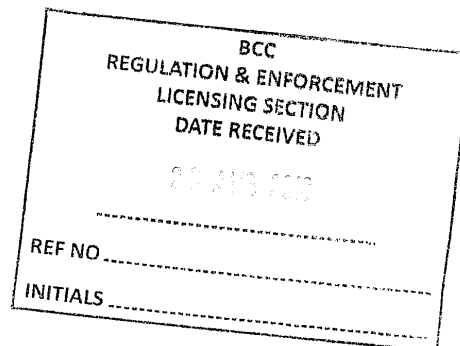 BCC
REGULATION & ENFORCEMENT
LICENSING SECTION
DATE RECEIVED
REF NO
INITIALS